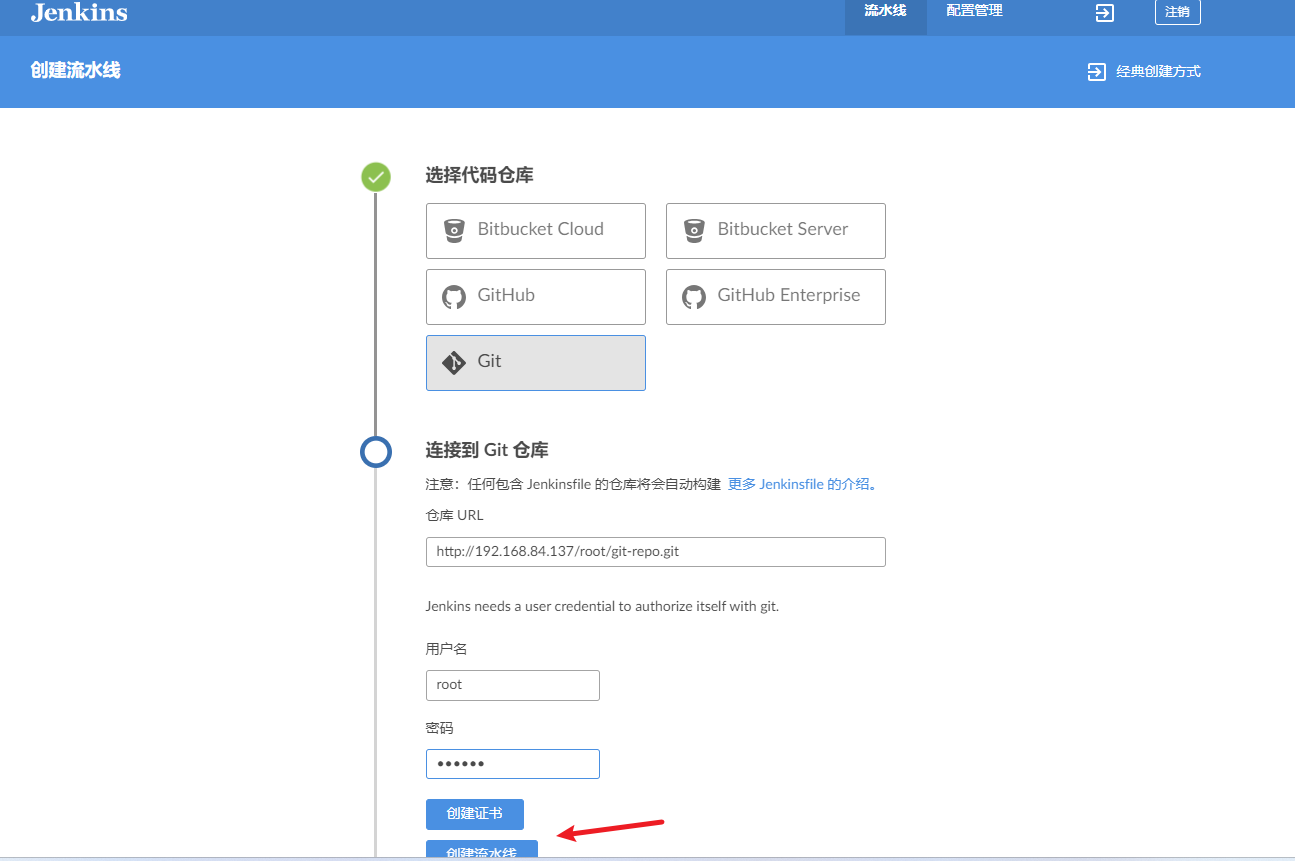 Jenkins 流水线 配置管理 注销
创建流水线 经典创建方式
选择代码仓库
Bitbucket Cloud Bitbucket Server
GitHub GitHub Enterprise
Git
连接到 Git 仓库
注意：任何包含 Jenkinsfile 的仓库将会自动构建 更多 Jenkinsfile 的介绍。
仓库 URL
http://192.168.84.137/root/git-repo.git
Jenkins needs a user credential to authorize itself with git.
用户名
root
密码
••••••
创建证书
创建流水线